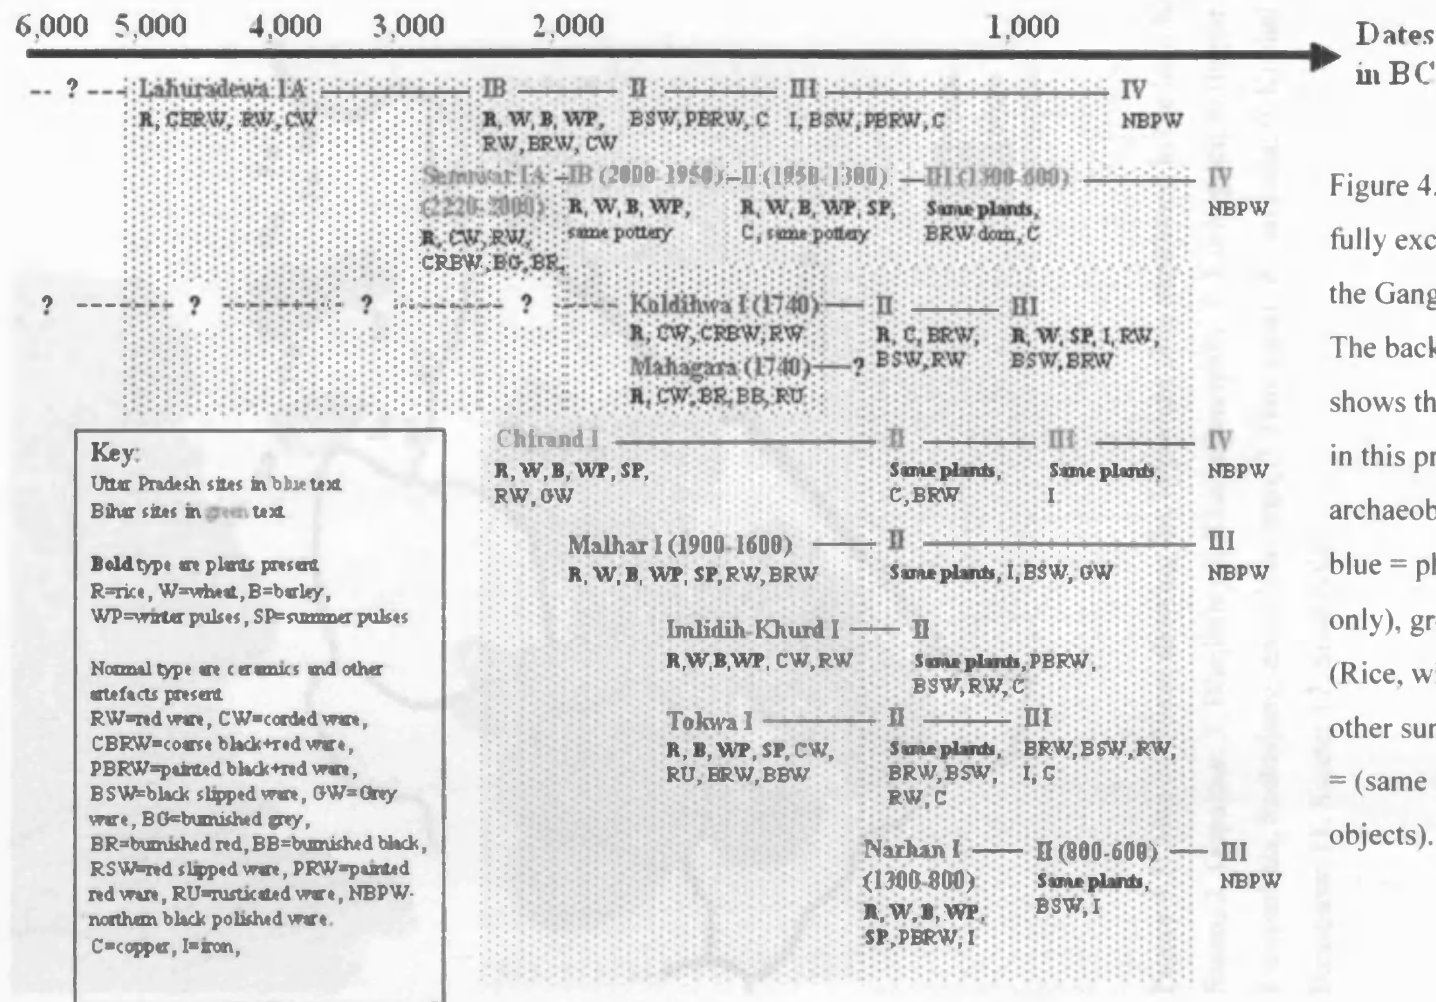 6,000 5,000 4,000 3,000 2,000 1,000
Dates
in BC
-- ? --- Lahuradewa IA IB II III IV
R, CBRW, RW, CW
R, W, B, WP,
RW, BRW, CW
BSW, PBRW, C
I, BSW, PBRW, C
NBPW
Senuwar IA IB (2000-1950) II (1950-1300) III (1300-600) IV
(2220-2000)
R, CW, RW,
CRBW, BG, BR,
R, W, B, WP,
same pottery
R, W, B, WP, SP,
C, same pottery
Same plants,
BRW dom, C
NBPW
? ? ? ? Koldihwa I (1740) II III
R, CW, CRBW, RW
R, C, BRW,
BSW, RW
R, W, SP, I, RW,
BSW, BRW
Mahagara (1740) ?
R, CW, BR, BB, RU
Chirand I II III IV
R, W, B, WP, SP,
RW, GW
Same plants,
C, BRW
Same plants,
I
NBPW
Malhar I (1900-1600) II III
R, W, B, WP, SP, RW, BRW
Same plants, I, BSW, GW
NBPW
Imlidih-Khurd I II
R,W,B,WP, CW, RW
Same plants, PBRW,
BSW, RW, C
Tokwa I II III
R, B, WP, SP, CW,
RU, BRW, BBW
Same plants,
BRW, BSW,
RW, C
BRW, BSW, RW,
I, C
Narhan I II (800-600) III
(1300-800)
R, W, B, WP,
SP, PBRW, I
Same plants,
BSW, I
NBPW
Key:
Uttar Pradesh sites in blue text
Bihar sites in green text
Bold type are plants present
R=rice, W=wheat, B=barley,
WP=winter pulses, SP=summer pulses
Normal type are ceramics and other
artefacts present
RW=red ware, CW=corded ware,
CBRW=coarse black+red ware,
PBRW=painted black+red ware,
BSW=black slipped ware, GW=Grey
ware, BG=burnished grey,
BR=burnished red, BB=burnished black,
RSW=red slipped ware, PRW=painted
red ware, RU=rusticated ware, NBPW-
northern black polished ware.
C=copper, I=iron,
Figure 4.
fully exc
the Gang
The back
shows th
in this pr
archaeob
blue = ph
only), gr
(Rice, wi
other sur
= (same
objects).